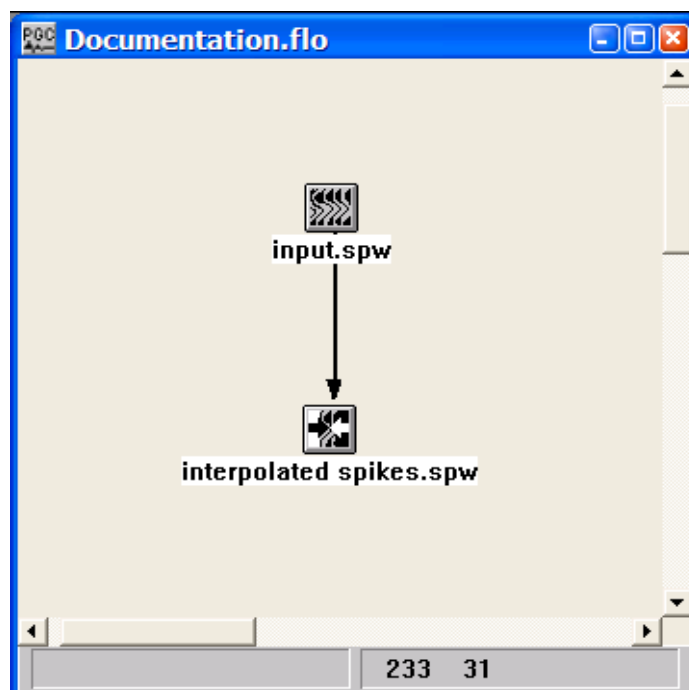 PGC Documentation.flo
input.spw
interpolated spikes.spw
233 31